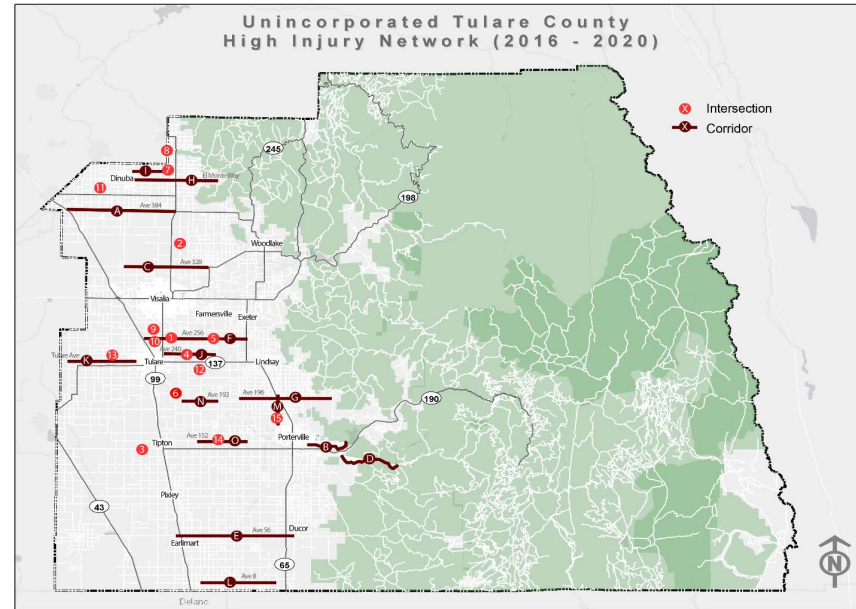 Unincorporated Tulare County
High Injury Network (2016 - 2020)
X Intersection
X Corridor
8
245
I
7
Dinuba
H
El Monte Way
11
198
A
Ave 384
2
Woodlake
C
Ave 328
Visalia
Farmersville
Exeter
9
10
1
Ave 256
5
F
Ave 240
4
J
Tulare Ave
K
13
Tulare
137
Lindsay
12
99
6
Ave 192
N
Ave 196
G
M
190
15
Ave 152
14
O
Porterville
B
Tipton
3
D
Pixley
43
Ave 56
E
Ducor
Earlimart
65
Ave 8
L
Delano
N